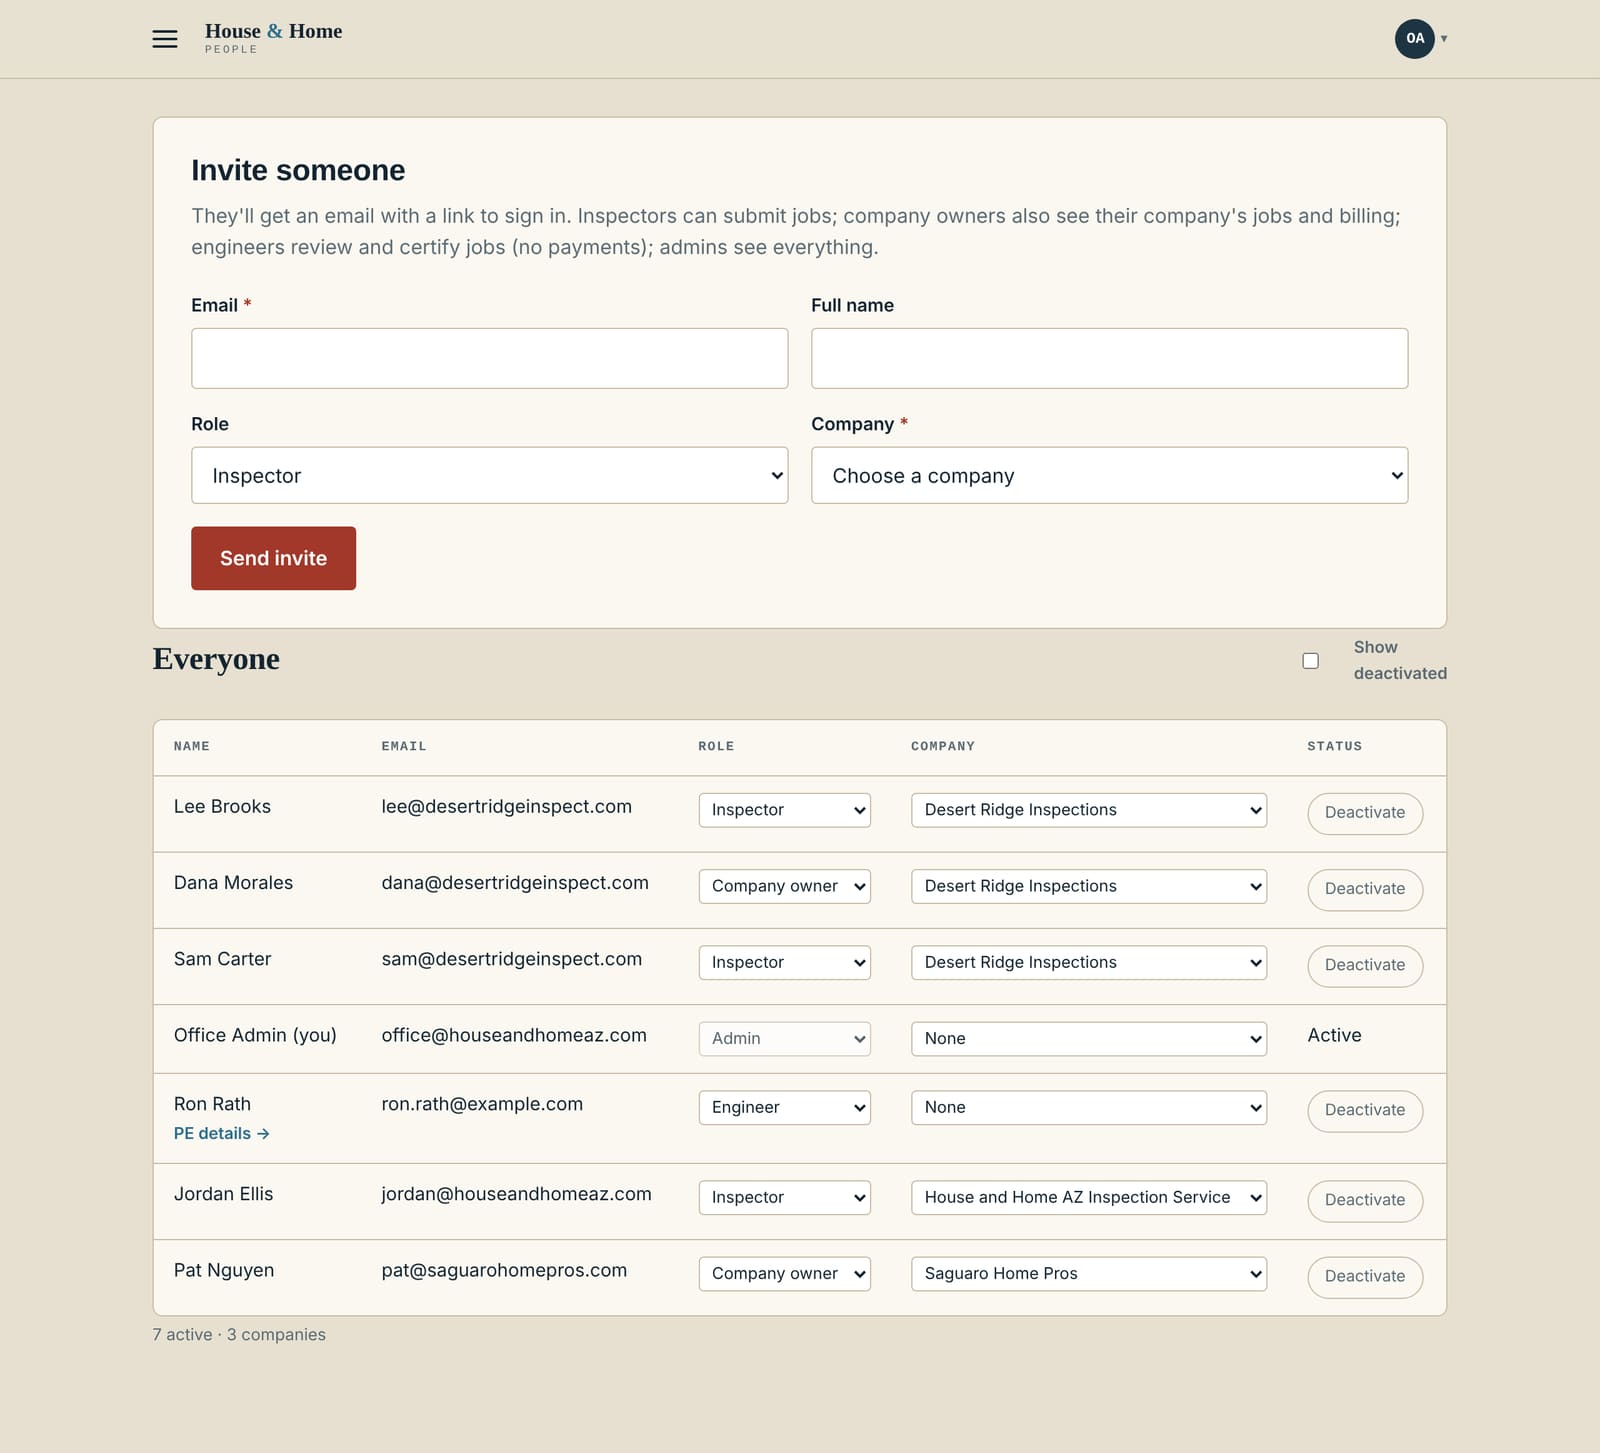 House & Home
PEOPLE
OA ▾
Invite someone
They'll get an email with a link to sign in. Inspectors can submit jobs; company owners also see their company's jobs and billing;
engineers review and certify jobs (no payments); admins see everything.
Email *
Full name
Role
Company *
Inspector
Choose a company
Send invite
Everyone
Show
deactivated
NAME EMAIL ROLE COMPANY STATUS
Lee Brooks lee@desertridgeinspect.com Inspector Desert Ridge Inspections Deactivate
Dana Morales dana@desertridgeinspect.com Company owner Desert Ridge Inspections Deactivate
Sam Carter sam@desertridgeinspect.com Inspector Desert Ridge Inspections Deactivate
Office Admin (you) office@houseandhomeaz.com Admin None Active
Ron Rath ron.rath@example.com Engineer None Deactivate
PE details →
Jordan Ellis jordan@houseandhomeaz.com Inspector House and Home AZ Inspection Service Deactivate
Pat Nguyen pat@saguarohomepros.com Company owner Saguaro Home Pros Deactivate
7 active · 3 companies